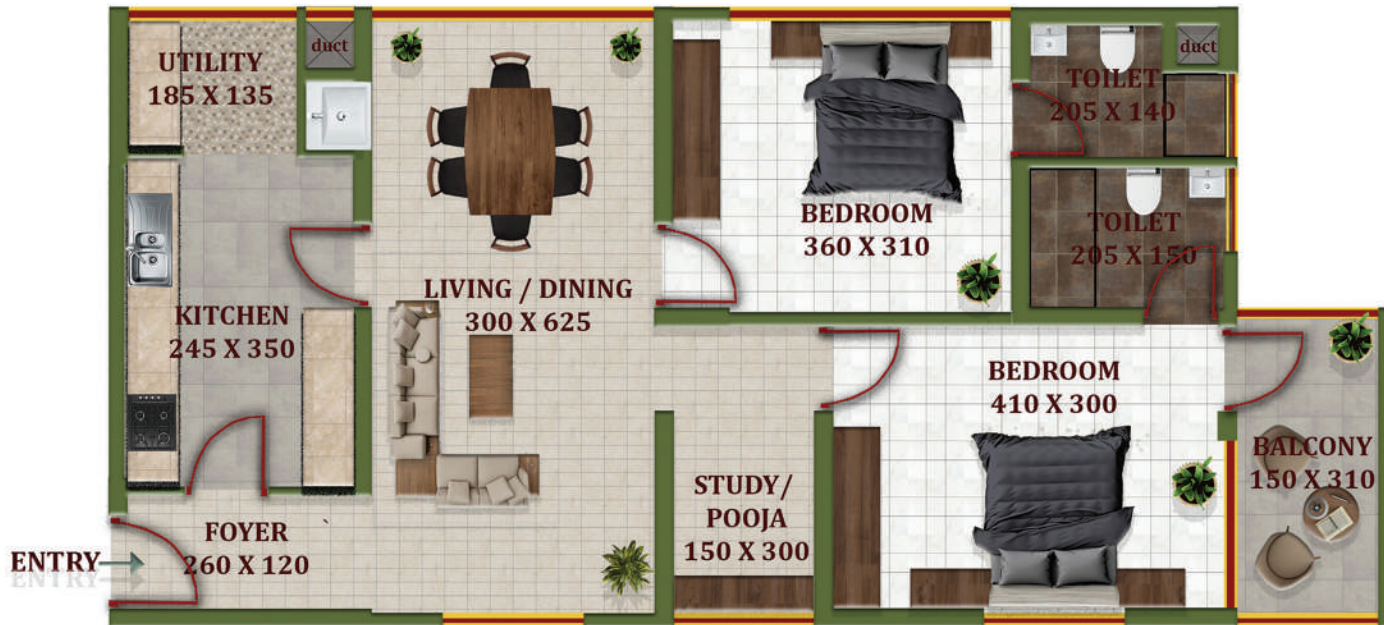 UTILITY
185 X 135
duct
duct
TOILET
205 X 140
BEDROOM
360 X 310
TOILET
205 X 150
LIVING / DINING
300 X 625
KITCHEN
245 X 350
BEDROOM
410 X 300
BALCONY
150 X 310
STUDY/
POOJA
150 X 300
FOYER
260 X 120
ENTRY